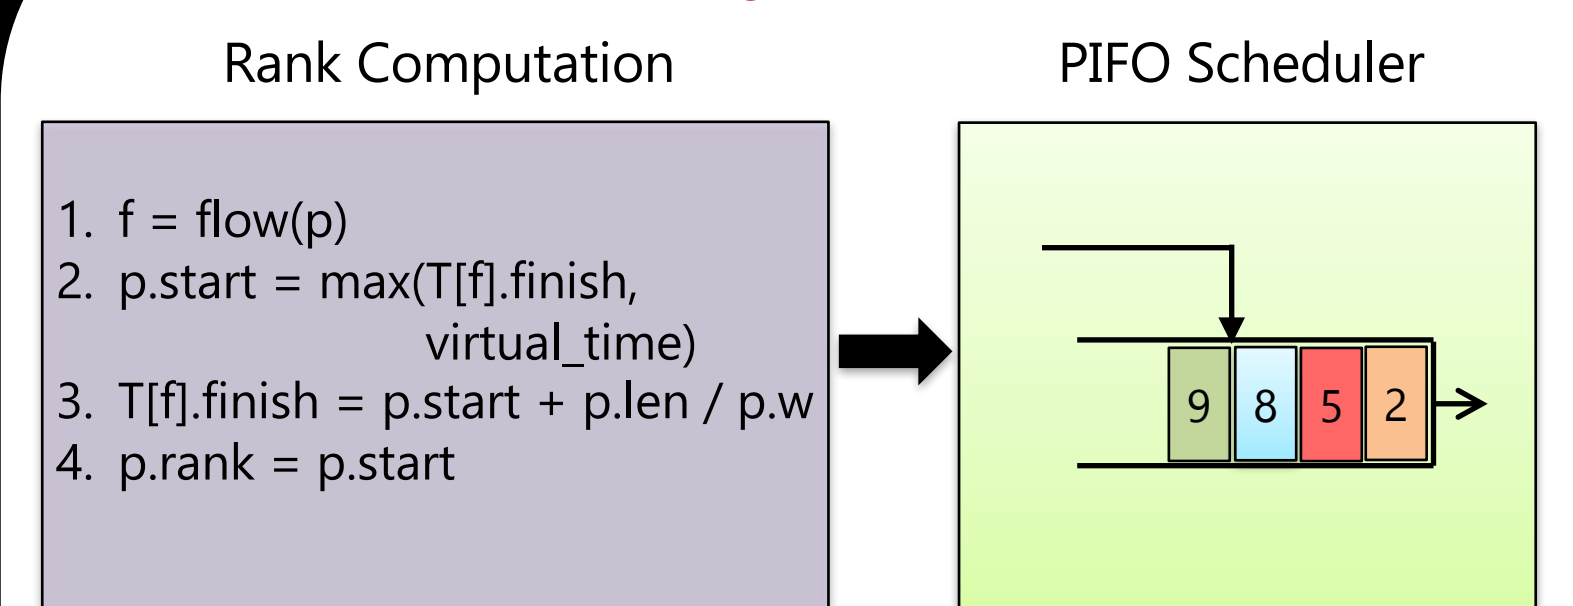 Rank Computation
PIFO Scheduler
1. f = flow(p)
2. p.start = max(T[f].finish,
virtual_time)
3. T[f].finish = p.start + p.len / p.w
4. p.rank = p.start
9 8 5 2